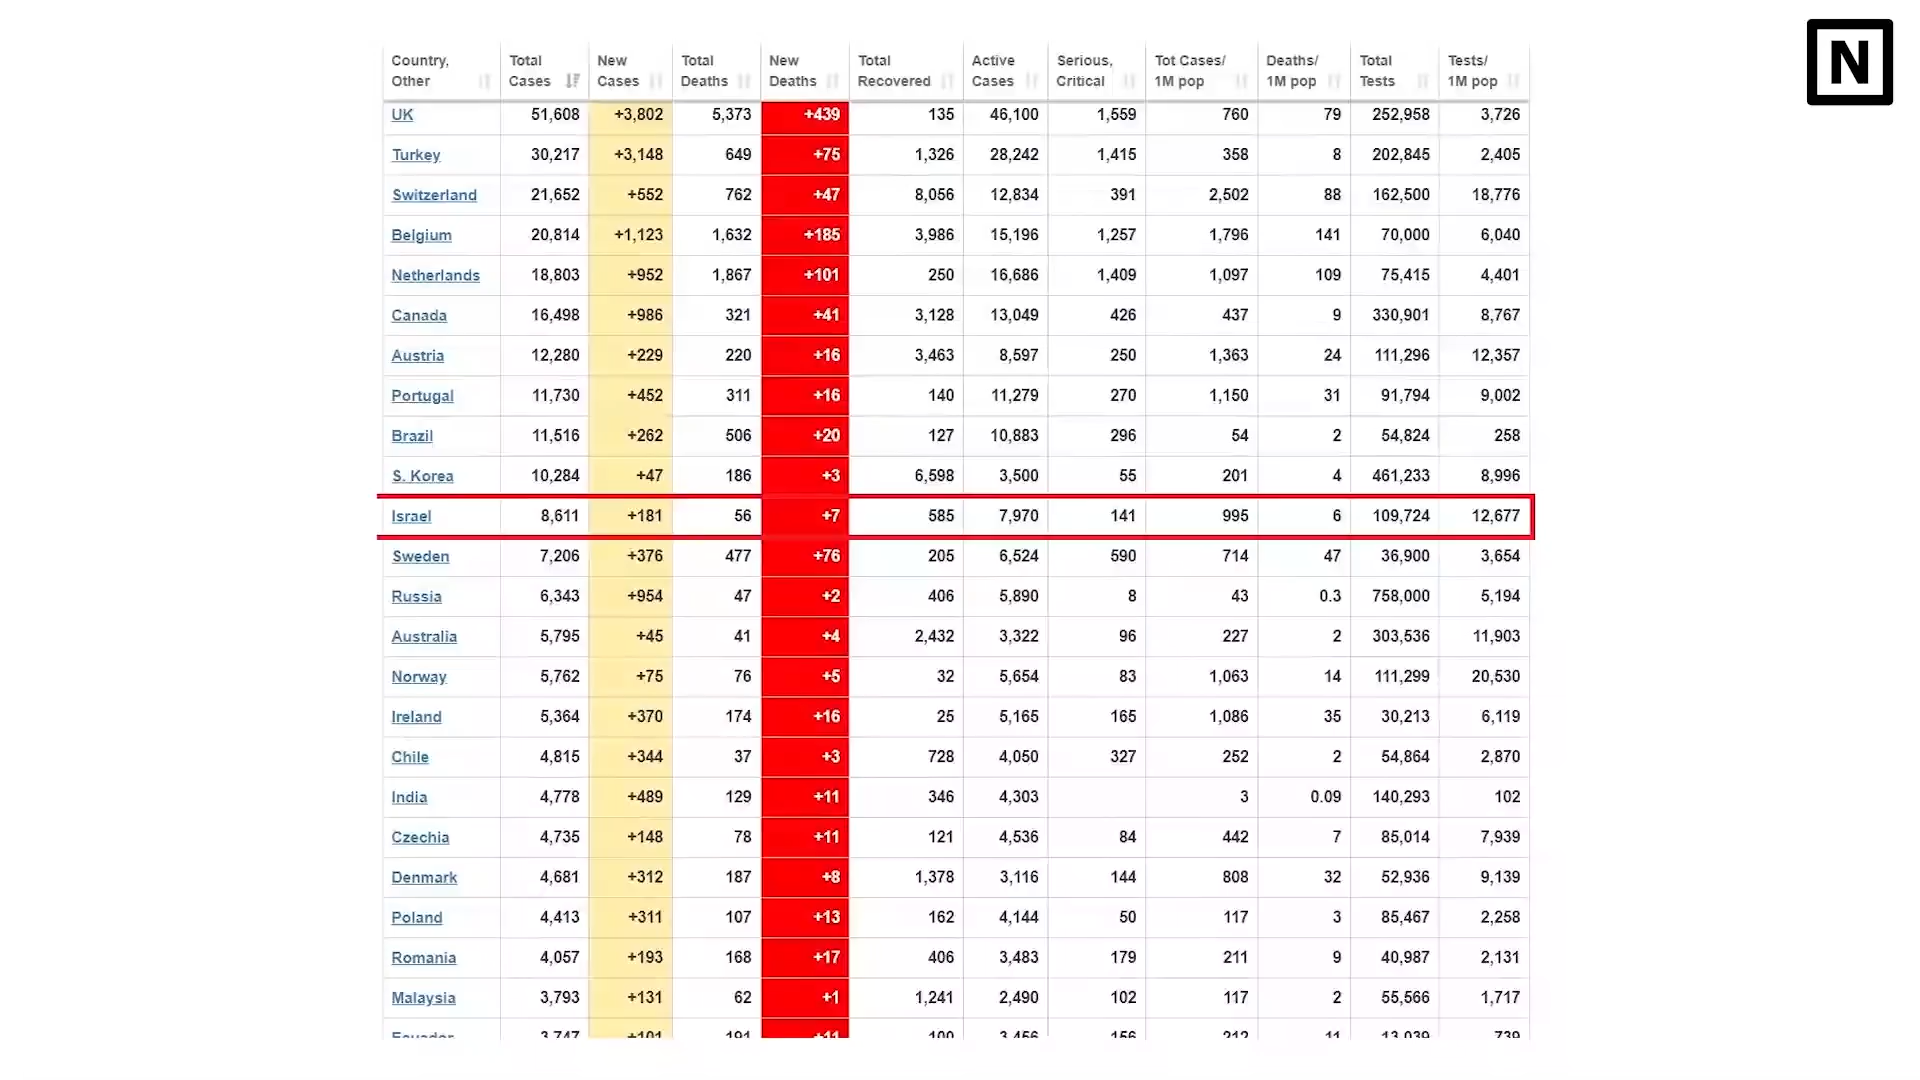 N
Country, Other Total Cases New Cases Total Deaths New Deaths Total Recovered Active Cases Serious, Critical Tot Cases/ 1M pop Deaths/ 1M pop Total Tests Tests/ 1M pop
UK 51,608 +3,802 5,373 +439 135 46,100 1,559 760 79 252,958 3,726
Turkey 30,217 +3,148 649 +75 1,326 28,242 1,415 358 8 202,845 2,405
Switzerland 21,652 +552 762 +47 8,056 12,834 391 2,502 88 162,500 18,776
Belgium 20,814 +1,123 1,632 +185 3,986 15,196 1,257 1,796 141 70,000 6,040
Netherlands 18,803 +952 1,867 +101 250 16,686 1,409 1,097 109 75,415 4,401
Canada 16,498 +986 321 +41 3,128 13,049 426 437 9 330,901 8,767
Austria 12,280 +229 220 +16 3,463 8,597 250 1,363 24 111,296 12,357
Portugal 11,730 +452 311 +16 140 11,279 270 1,150 31 91,794 9,002
Brazil 11,516 +262 506 +20 127 10,883 296 54 2 54,824 258
S. Korea 10,284 +47 186 +3 6,598 3,500 55 201 4 461,233 8,996
Israel 8,611 +181 56 +7 585 7,970 141 995 6 109,724 12,677
Sweden 7,206 +376 477 +76 205 6,524 590 714 47 36,900 3,654
Russia 6,343 +954 47 +2 406 5,890 8 43 0.3 758,000 5,194
Australia 5,795 +45 41 +4 2,432 3,322 96 227 2 303,536 11,903
Norway 5,762 +75 76 +5 32 5,654 83 1,063 14 111,299 20,530
Ireland 5,364 +370 174 +16 25 5,165 165 1,086 35 30,213 6,119
Chile 4,815 +344 37 +3 728 4,050 327 252 2 54,864 2,870
India 4,778 +489 129 +11 346 4,303 3 0.09 140,293 102
Czechia 4,735 +148 78 +11 121 4,536 84 442 7 85,014 7,939
Denmark 4,681 +312 187 +8 1,378 3,116 144 808 32 52,936 9,139
Poland 4,413 +311 107 +13 162 4,144 50 117 3 85,467 2,258
Romania 4,057 +193 168 +17 406 3,483 179 211 9 40,987 2,131
Malaysia 3,793 +131 62 +1 1,241 2,490 102 117 2 55,566 1,717